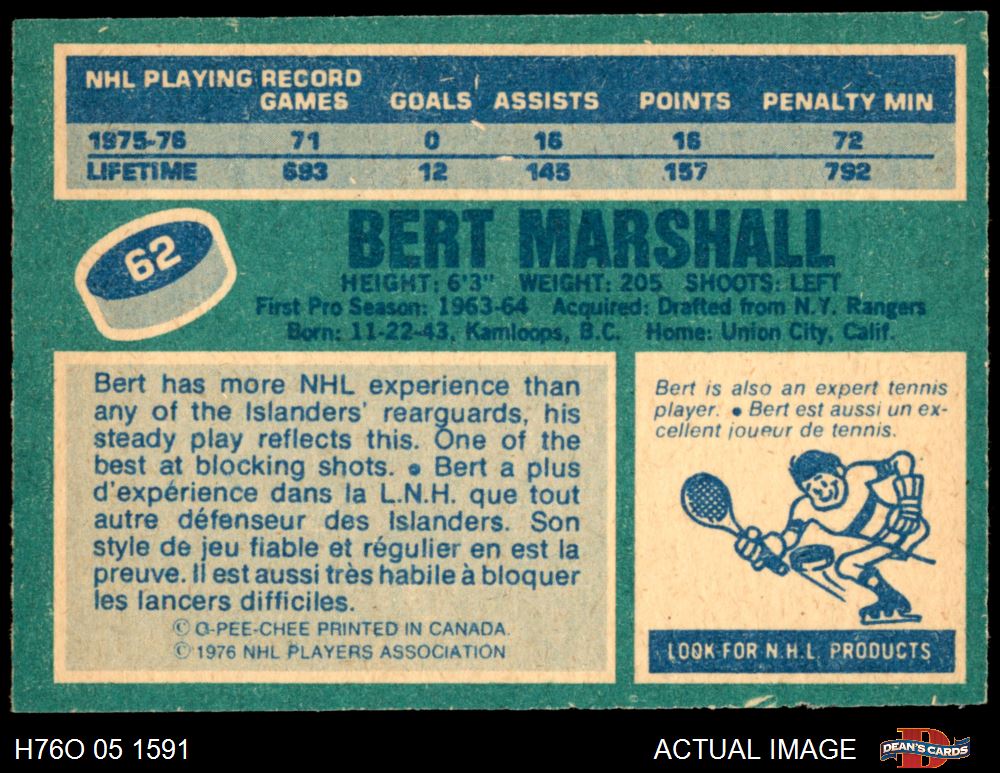 NHL PLAYING RECORD
GAMES GOALS ASSISTS POINTS PENALTY MIN
1975-76 71 0 16 16 72
LIFETIME 693 12 145 157 792
62
BERT MARSHALL
HEIGHT: 6'3" WEIGHT: 205 SHOOTS: LEFT
First Pro Season: 1963-64 Acquired: Drafted from N.Y. Rangers
Born: 11-22-43, Kamloops, B.C. Home: Union City, Calif.
Bert has more NHL experience than
any of the Islanders' rearguards, his
steady play reflects this. One of the
best at blocking shots. • Bert a plus
d'expérience dans la L.N.H. que tout
autre défenseur des Islanders. Son
style de jeu fiable et régulier en est la
preuve. Il est aussi très habile à bloquer
les lancers difficiles.
© O-PEE-CHEE PRINTED IN CANADA.
© 1976 NHL PLAYERS ASSOCIATION
Bert is also an expert tennis
player. • Bert est aussi un ex-
cellent joueur de tennis.
LOOK FOR N.H.L. PRODUCTS
H76O 05 1591
ACTUAL IMAGE
DEAN'S CARDS